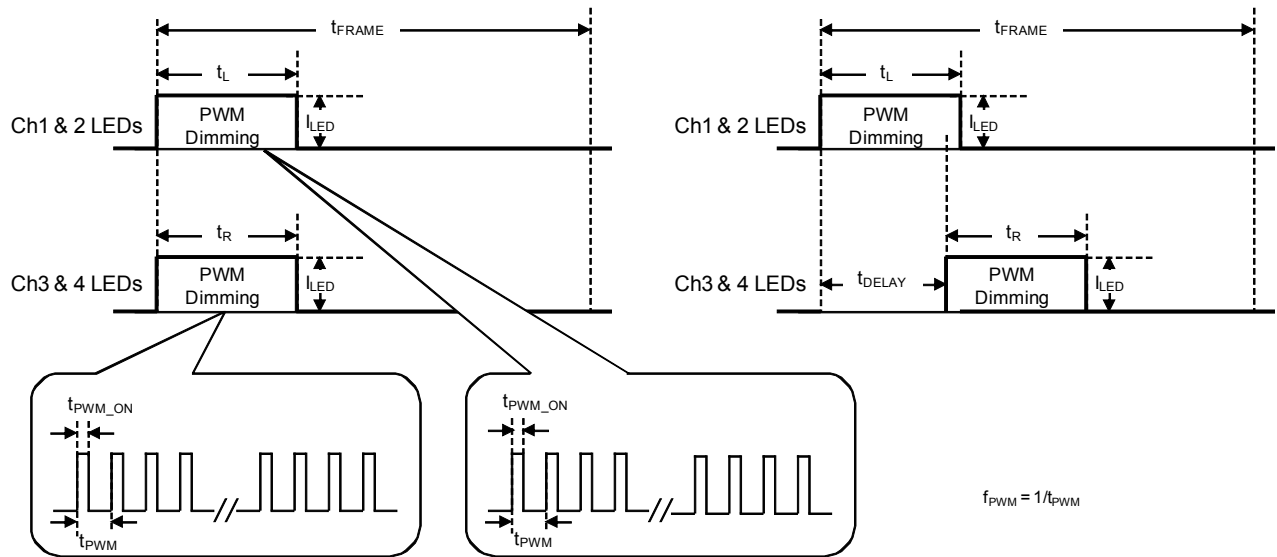 tFRAME
tL
Ch1 & 2 LEDs
PWM
Dimming
ILED
tR
Ch3 & 4 LEDs
PWM
Dimming
ILED
tFRAME
tL
Ch1 & 2 LEDs
PWM
Dimming
ILED
tR
Ch3 & 4 LEDs
tDELAY
PWM
Dimming
ILED
tPWM_ON
tPWM
tPWM_ON
tPWM
fPWM = 1/tPWM